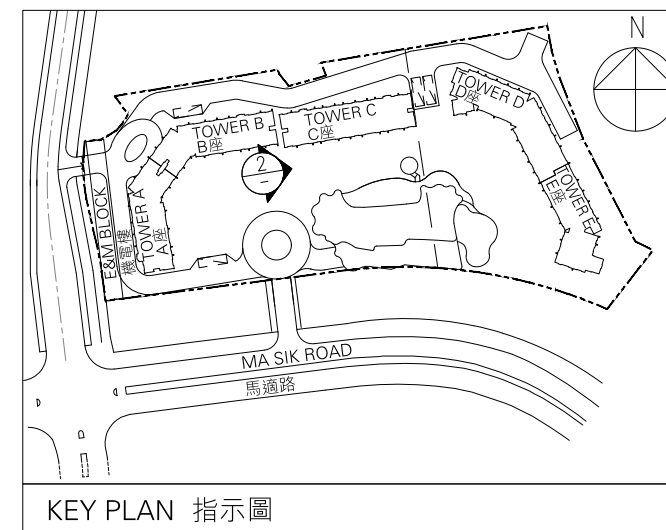 N
TOWER B
B座
TOWER C
C座
TOWER D
D座
TOWER E
E座
2
–
TOWER A
A座
E&M BLOCK
機電樓
MA SIK ROAD
馬適路
KEY PLAN 指示圖